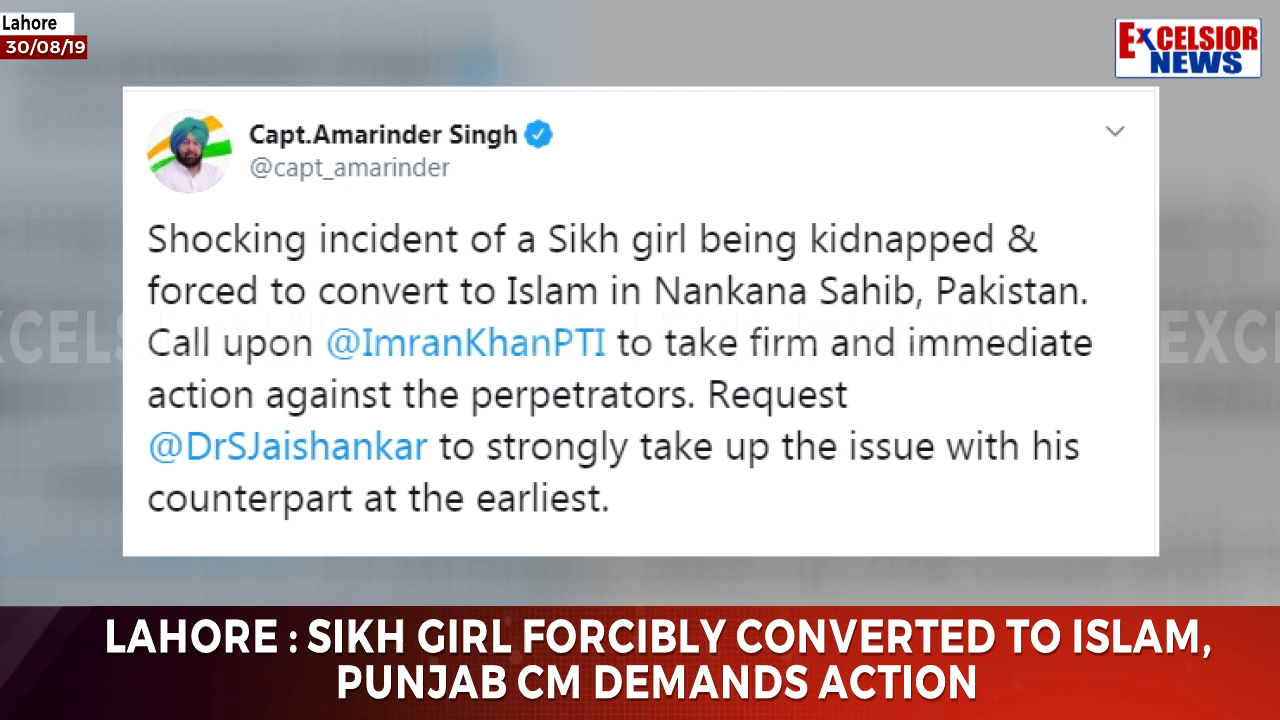 Lahore
30/08/19
EXCELSIOR
NEWS
Capt.Amarinder Singh
@capt_amarinder
Shocking incident of a Sikh girl being kidnapped &
forced to convert to Islam in Nankana Sahib, Pakistan.
Call upon @ImranKhanPTI to take firm and immediate
action against the perpetrators. Request
@DrSJaishankar to strongly take up the issue with his
counterpart at the earliest.
LAHORE : SIKH GIRL FORCIBLY CONVERTED TO ISLAM,
PUNJAB CM DEMANDS ACTION